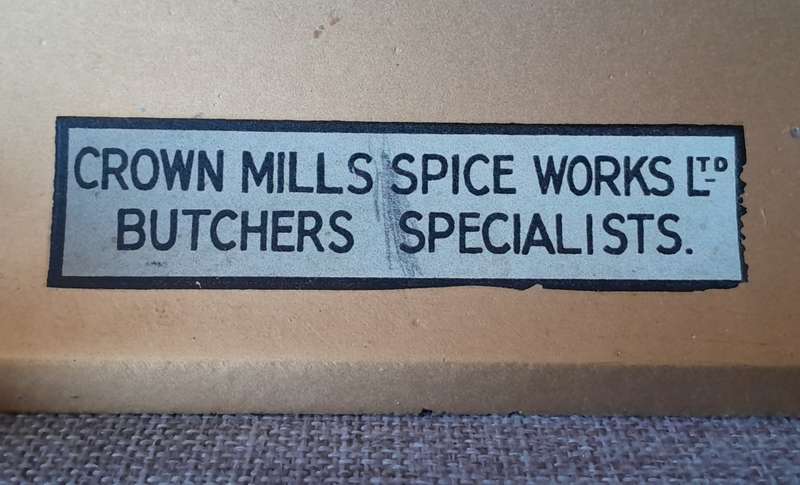 CROWN MILLS SPICE WORKS LTD
BUTCHERS SPECIALISTS.